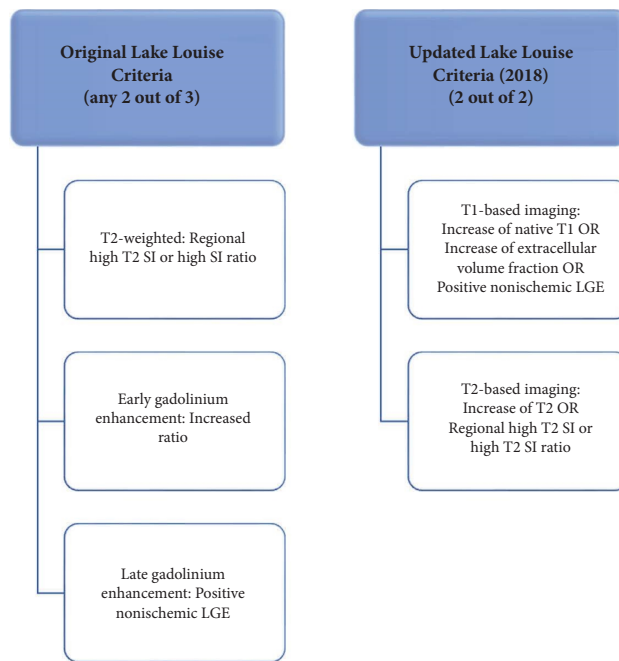 Original Lake Louise
Criteria
(any 2 out of 3)
T2-weighted: Regional
high T2 SI or high SI ratio
Early gadolinium
enhancement: Increased
ratio
Late gadolinium
enhancement: Positive
nonischemic LGE
Updated Lake Louise
Criteria (2018)
(2 out of 2)
T1-based imaging:
Increase of native T1 OR
Increase of extracellular
volume fraction OR
Positive nonischemic LGE
T2-based imaging:
Increase of T2 OR
Regional high T2 SI or
high T2 SI ratio